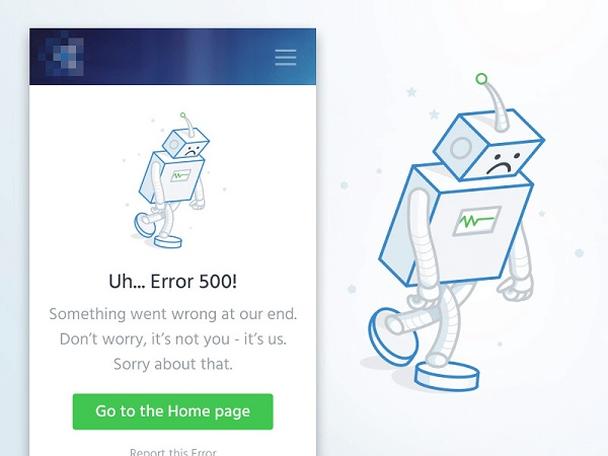 Uh... Error 500!
Something went wrong at our end.
Don't worry, it's not you - it's us.
Sorry about that.
Go to the Home page
Report this Error